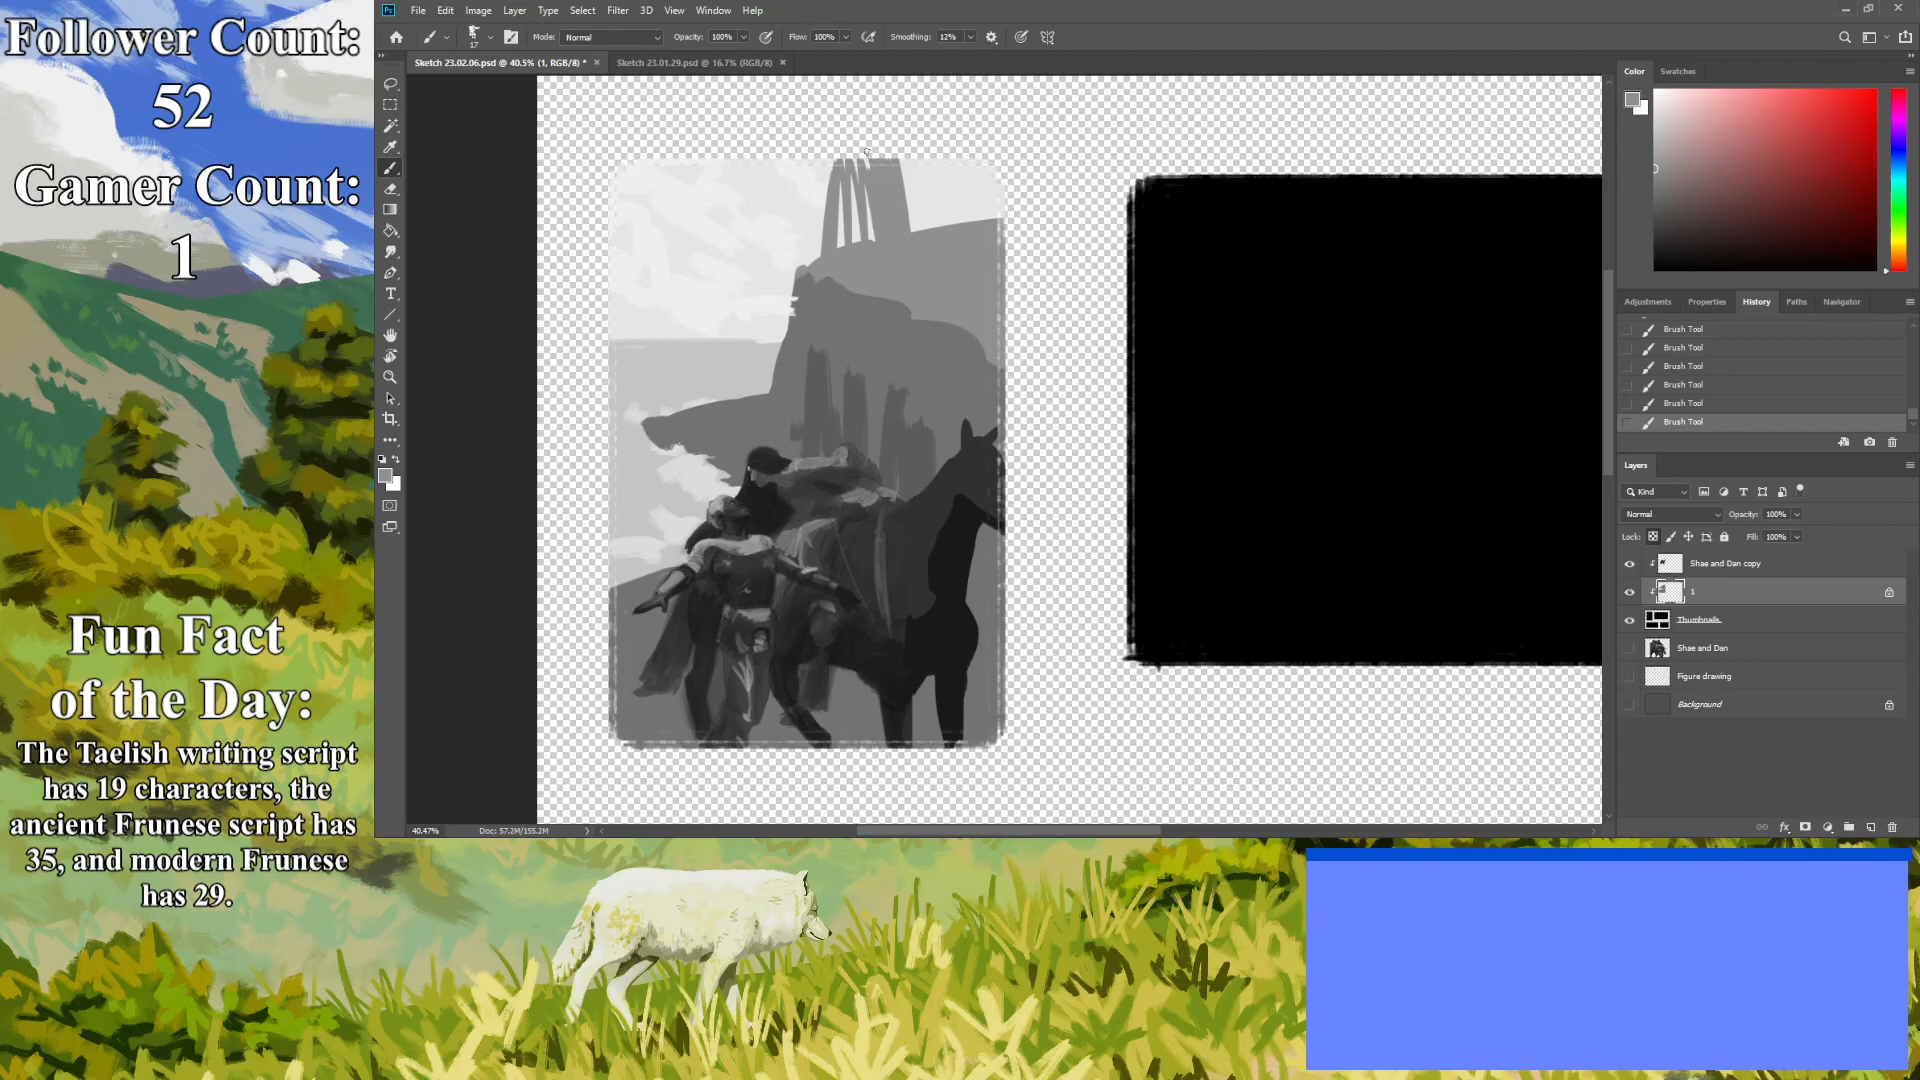 Follower Count:
52
Gamer Count:
1
Fun Fact
of the Day:
The Taelish writing script
has 19 characters, the
ancient Frunese script has
35, and modern Frunese
has 29.
Ps File Edit Image Layer Type Select Filter 3D View Window Help
17 Mode: Normal Opacity: 100% Flow: 100% Smoothing: 12%
Sketch 23.02.06.psd @ 40.5% (1, RGB/8) * × Sketch 23.01.29.psd @ 16.7% (RGB/8) ×
T
40.47% Doc: 57.2M/155.2M
Color Swatches
Adjustments Properties History Paths Navigator
Brush Tool
Brush Tool
Brush Tool
Brush Tool
Brush Tool
Brush Tool
Layers
Kind
Normal Opacity: 100%
Lock: Fill: 100%
Shae and Dan copy
1
Thumbnails
Shae and Dan
Figure drawing
Background
fx